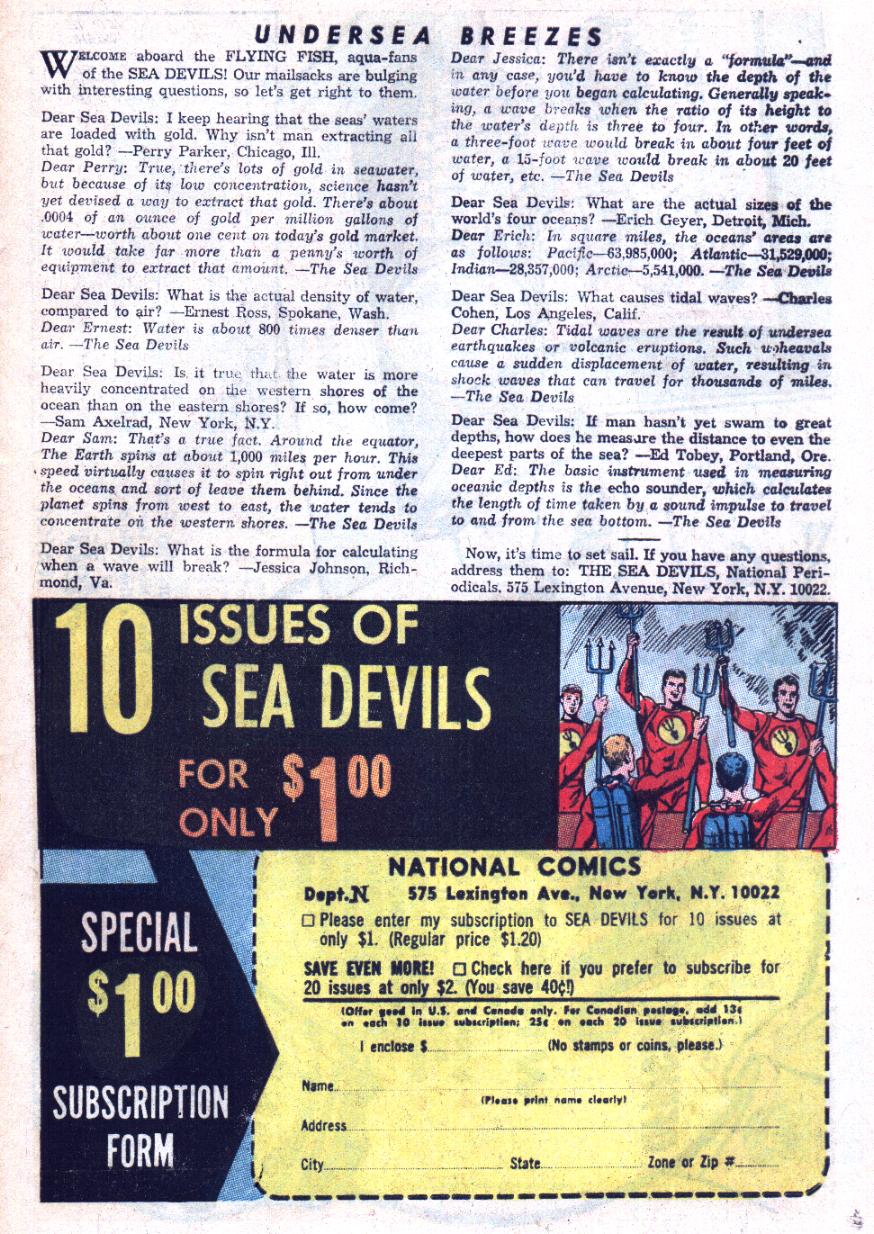 UNDERSEA BREEZES
WELCOME aboard the FLYING FISH, aqua-fans
of the SEA DEVILS! Our mailsacks are bulging
with interesting questions, so let's get right to them.
Dear Sea Devils: I keep hearing that the seas' waters
are loaded with gold. Why isn't man extracting all
that gold? —Perry Parker, Chicago, Ill.
Dear Perry: True, there's lots of gold in seawater,
but because of its low concentration, science hasn't
yet devised a way to extract that gold. There's about
.0004 of an ounce of gold per million gallons of
water—worth about one cent on today's gold market.
It would take far more than a penny's worth of
equipment to extract that amount. —The Sea Devils
Dear Sea Devils: What is the actual density of water,
compared to air? —Ernest Ross, Spokane, Wash.
Dear Ernest: Water is about 800 times denser than
air. —The Sea Devils
Dear Sea Devils: Is it true that the water is more
heavily concentrated on the western shores of the
ocean than on the eastern shores? If so, how come?
—Sam Axelrad, New York, N.Y.
Dear Sam: That's a true fact. Around the equator,
The Earth spins at about 1,000 miles per hour. This
speed virtually causes it to spin right out from under
the oceans and sort of leave them behind. Since the
planet spins from west to east, the water tends to
concentrate on the western shores. —The Sea Devils
Dear Sea Devils: What is the formula for calculating
when a wave will break? —Jessica Johnson, Rich-
mond, Va.
Dear Jessica: There isn't exactly a "formula"—and
in any case, you'd have to know the depth of the
water before you began calculating. Generally speak-
ing, a wave breaks when the ratio of its height to
the water's depth is three to four. In other words,
a three-foot wave would break in about four feet of
water, a 15-foot wave would break in about 20 feet
of water, etc. —The Sea Devils
Dear Sea Devils: What are the actual sizes of the
world's four oceans? —Erich Geyer, Detroit, Mich.
Dear Erich: In square miles, the oceans' areas are
as follows: Pacific—63,985,000; Atlantic—31,529,000;
Indian—28,357,000; Arctic—5,541,000. —The Sea Devils
Dear Sea Devils: What causes tidal waves? —Charles
Cohen, Los Angeles, Calif.
Dear Charles: Tidal waves are the result of undersea
earthquakes or volcanic eruptions. Such upheavals
cause a sudden displacement of water, resulting in
shock waves that can travel for thousands of miles.
—The Sea Devils
Dear Sea Devils: If man hasn't yet swam to great
depths, how does he measure the distance to even the
deepest parts of the sea? —Ed Tobey, Portland, Ore.
Dear Ed: The basic instrument used in measuring
oceanic depths is the echo sounder, which calculates
the length of time taken by a sound impulse to travel
to and from the sea bottom. —The Sea Devils
Now, it's time to set sail. If you have any questions,
address them to: THE SEA DEVILS, National Peri-
odicals, 575 Lexington Avenue, New York, N.Y. 10022.
10 ISSUES OF
SEA DEVILS
FOR
ONLY $1.00
SPECIAL
$1.00
SUBSCRIPTION
FORM
NATIONAL COMICS
Dept.N 575 Lexington Ave., New York, N.Y. 10022
Please enter my subscription to SEA DEVILS for 10 issues at
only $1. (Regular price $1.20)
SAVE EVEN MORE! Check here if you prefer to subscribe for
20 issues at only $2. (You save 40¢!)
(Offer good in U.S. and Canada only. For Canadian postage, add 13¢
on each 10 issue subscription; 25¢ on each 20 issue subscription.)
I enclose $ (No stamps or coins, please.)
Name
(Please print name clearly)
Address
City State Zone or Zip #